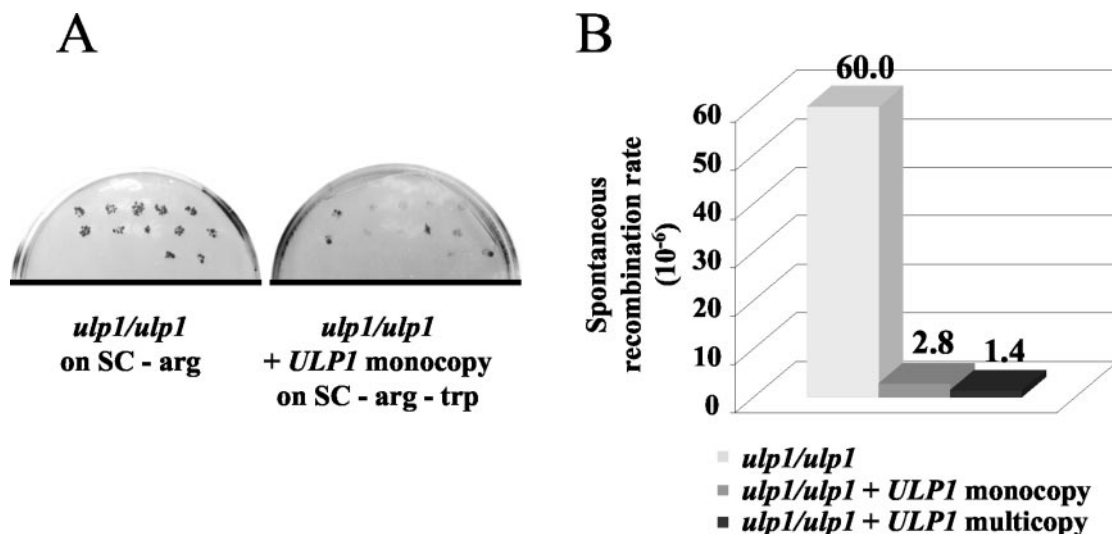 A
ulp1/ulp1
on SC - arg
ulp1/ulp1
+ ULP1 monocopy
on SC - arg - trp
B
Spontaneous
recombination rate
(10-6)
60
50
40
30
20
10
0
60.0
2.8
1.4
ulp1/ulp1
ulp1/ulp1 + ULP1 monocopy
ulp1/ulp1 + ULP1 multicopy